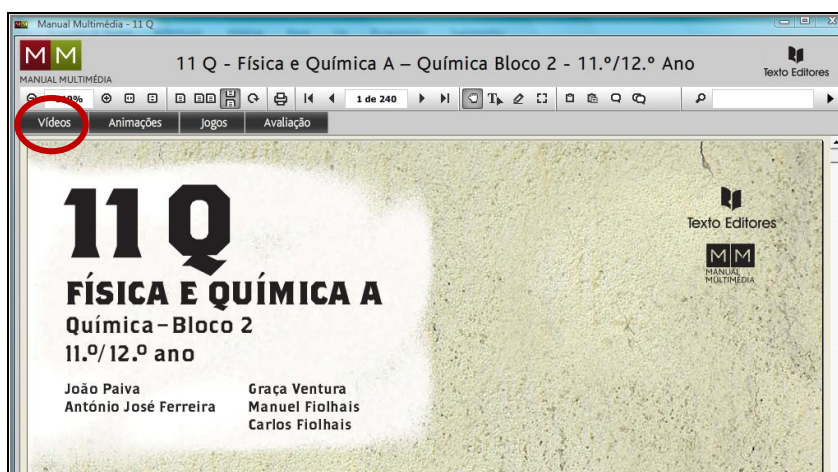 Manual Multimédia - 11 Q
MM
MANUAL MULTIMÉDIA
11 Q - Física e Química A – Química Bloco 2 - 11.º/12.º Ano
Texto Editores
1 de 240
Vídeos Animações Jogos Avaliação
11 Q
FÍSICA E QUÍMICA A
Química – Bloco 2
11.º/12.º ano
João Paiva
António José Ferreira
Graça Ventura
Manuel Fiolhais
Carlos Fiolhais
Texto Editores
MM
MANUAL
MULTIMÉDIA